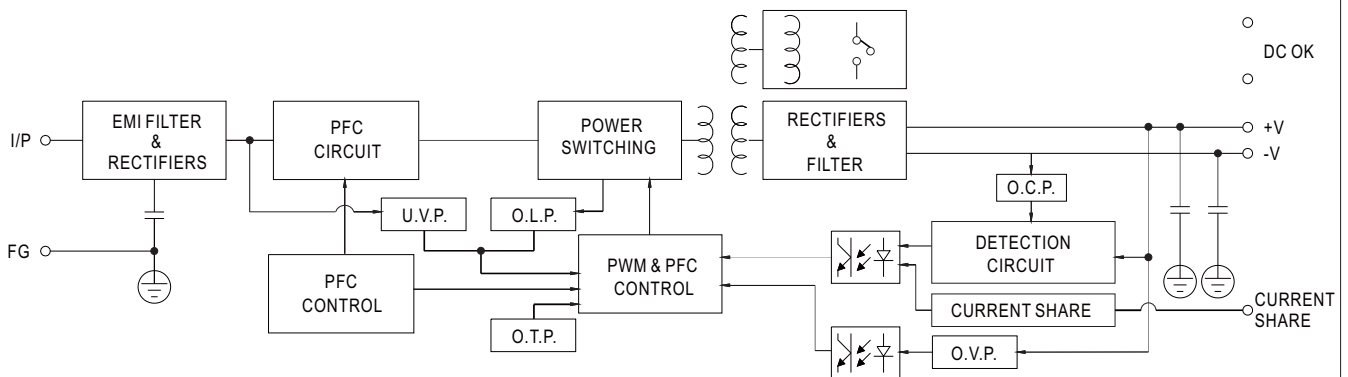 DC OK
I/P
EMI FILTER
&
RECTIFIERS
PFC
CIRCUIT
POWER
SWITCHING
RECTIFIERS
&
FILTER
+V
-V
O.C.P.
U.V.P.
O.L.P.
FG
PFC
CONTROL
PWM & PFC
CONTROL
DETECTION
CIRCUIT
CURRENT SHARE
CURRENT
SHARE
O.T.P.
O.V.P.